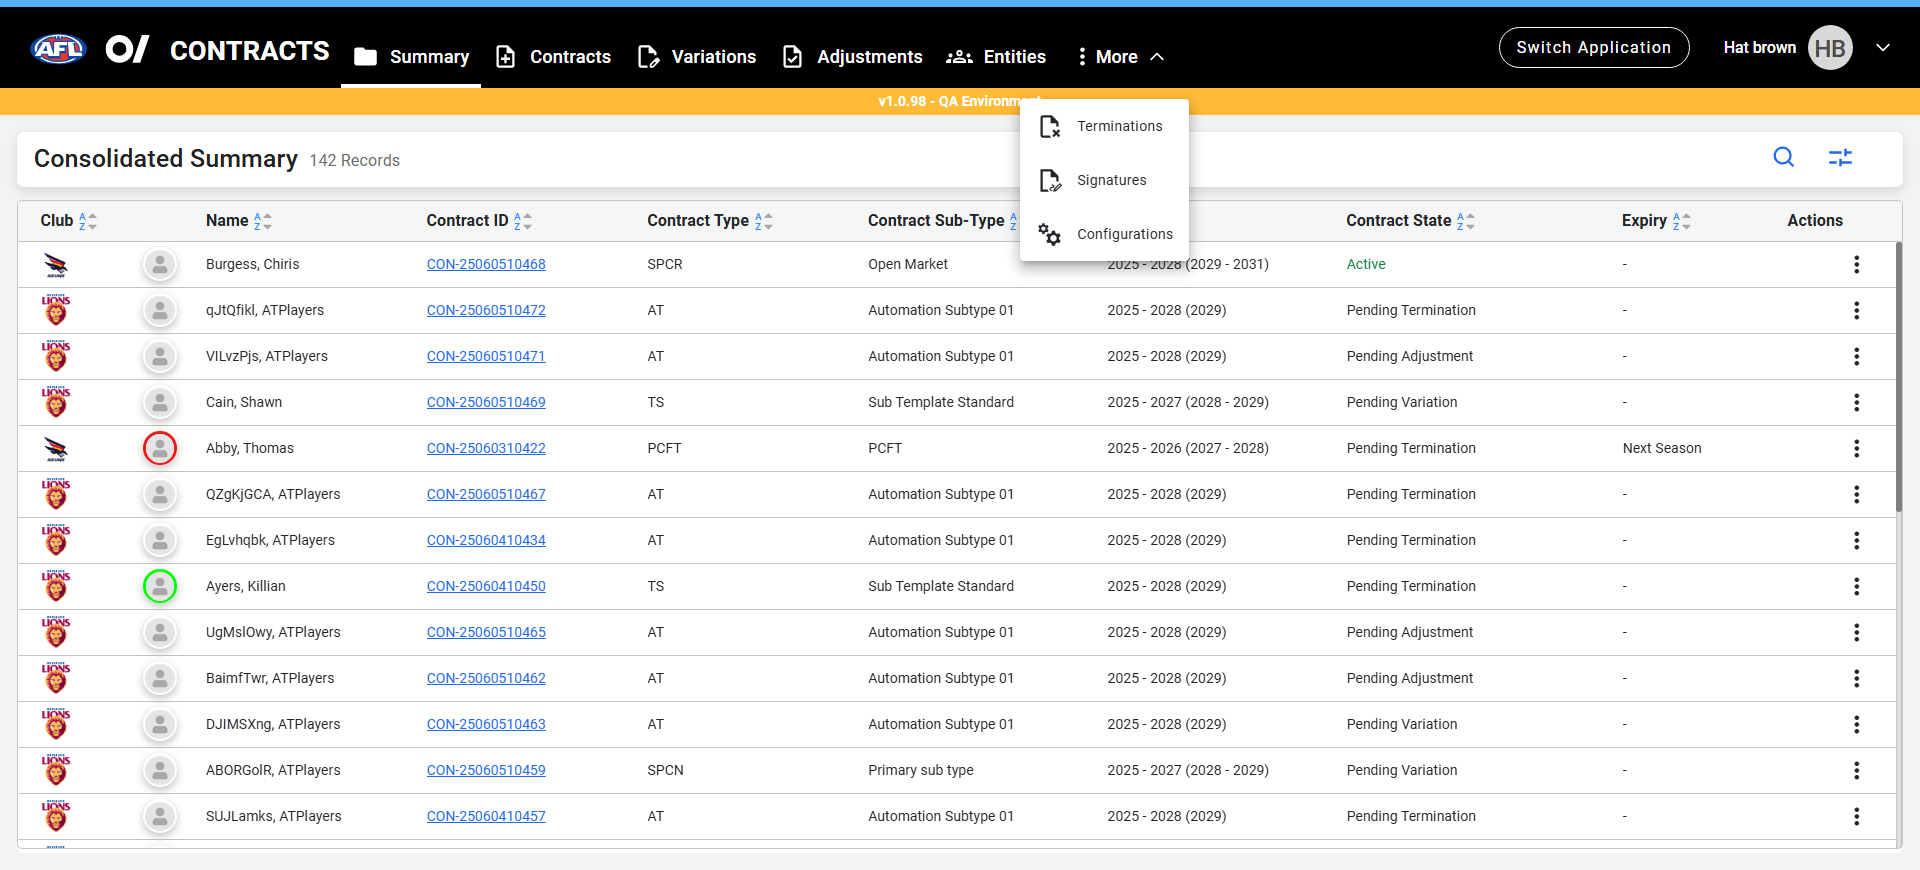 AFL CONTRACTS Summary Contracts Variations Adjustments Entities More Switch Application Hat brown HB
v1.0.98 - QA Environment
Terminations
Signatures
Configurations
Consolidated Summary 142 Records
Club Name Contract ID Contract Type Contract Sub-Type Contract State Expiry Actions
Burgess, Chiris CON-25060510468 SPCR Open Market 2025 - 2028 (2029 - 2031) Active -
LIONS qJtQfikl, ATPlayers CON-25060510472 AT Automation Subtype 01 2025 - 2028 (2029) Pending Termination -
LIONS VILvzPjs, ATPlayers CON-25060510471 AT Automation Subtype 01 2025 - 2028 (2029) Pending Adjustment -
LIONS Cain, Shawn CON-25060510469 TS Sub Template Standard 2025 - 2027 (2028 - 2029) Pending Variation -
Abby, Thomas CON-25060310422 PCFT PCFT 2025 - 2026 (2027 - 2028) Pending Termination Next Season
LIONS QZgKjGCA, ATPlayers CON-25060510467 AT Automation Subtype 01 2025 - 2028 (2029) Pending Termination -
LIONS EgLvhqbk, ATPlayers CON-25060410434 AT Automation Subtype 01 2025 - 2028 (2029) Pending Termination -
LIONS Ayers, Killian CON-25060410450 TS Sub Template Standard 2025 - 2028 (2029) Pending Termination -
LIONS UgMslOwy, ATPlayers CON-25060510465 AT Automation Subtype 01 2025 - 2028 (2029) Pending Adjustment -
LIONS BaimfTwr, ATPlayers CON-25060510462 AT Automation Subtype 01 2025 - 2028 (2029) Pending Adjustment -
LIONS DJIMSXng, ATPlayers CON-25060510463 AT Automation Subtype 01 2025 - 2028 (2029) Pending Variation -
LIONS ABORGolR, ATPlayers CON-25060510459 SPCN Primary sub type 2025 - 2027 (2028 - 2029) Pending Variation -
LIONS SUJLamks, ATPlayers CON-25060410457 AT Automation Subtype 01 2025 - 2028 (2029) Pending Termination -